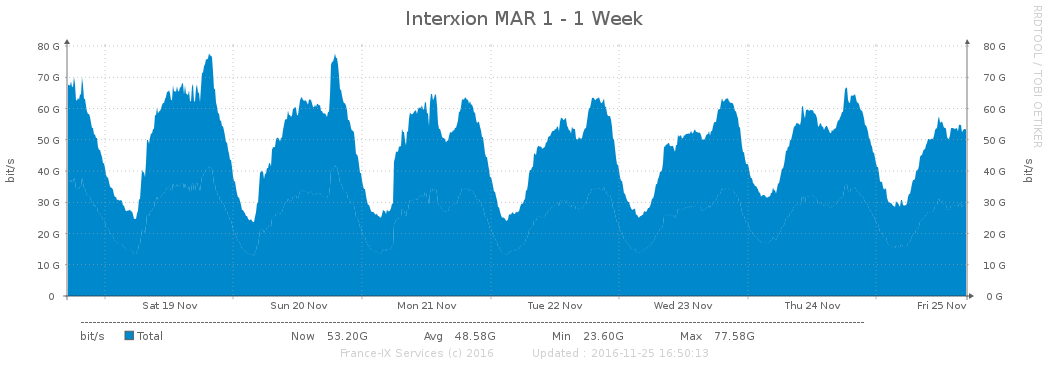 Interxion MAR 1 - 1 Week
RRDTOOL / TOBI OETIKER
bit/s
bit/s
80 G 80 G
70 G 70 G
60 G 60 G
50 G 50 G
40 G 40 G
30 G 30 G
20 G 20 G
10 G 10 G
0 0 G
Sat 19 Nov Sun 20 Nov Mon 21 Nov Tue 22 Nov Wed 23 Nov Thu 24 Nov Fri 25 Nov
bit/s Total Now 53.20G Avg 48.58G Min 23.60G Max 77.58G
France-IX Services (c) 2016 Updated : 2016-11-25 16:50:13